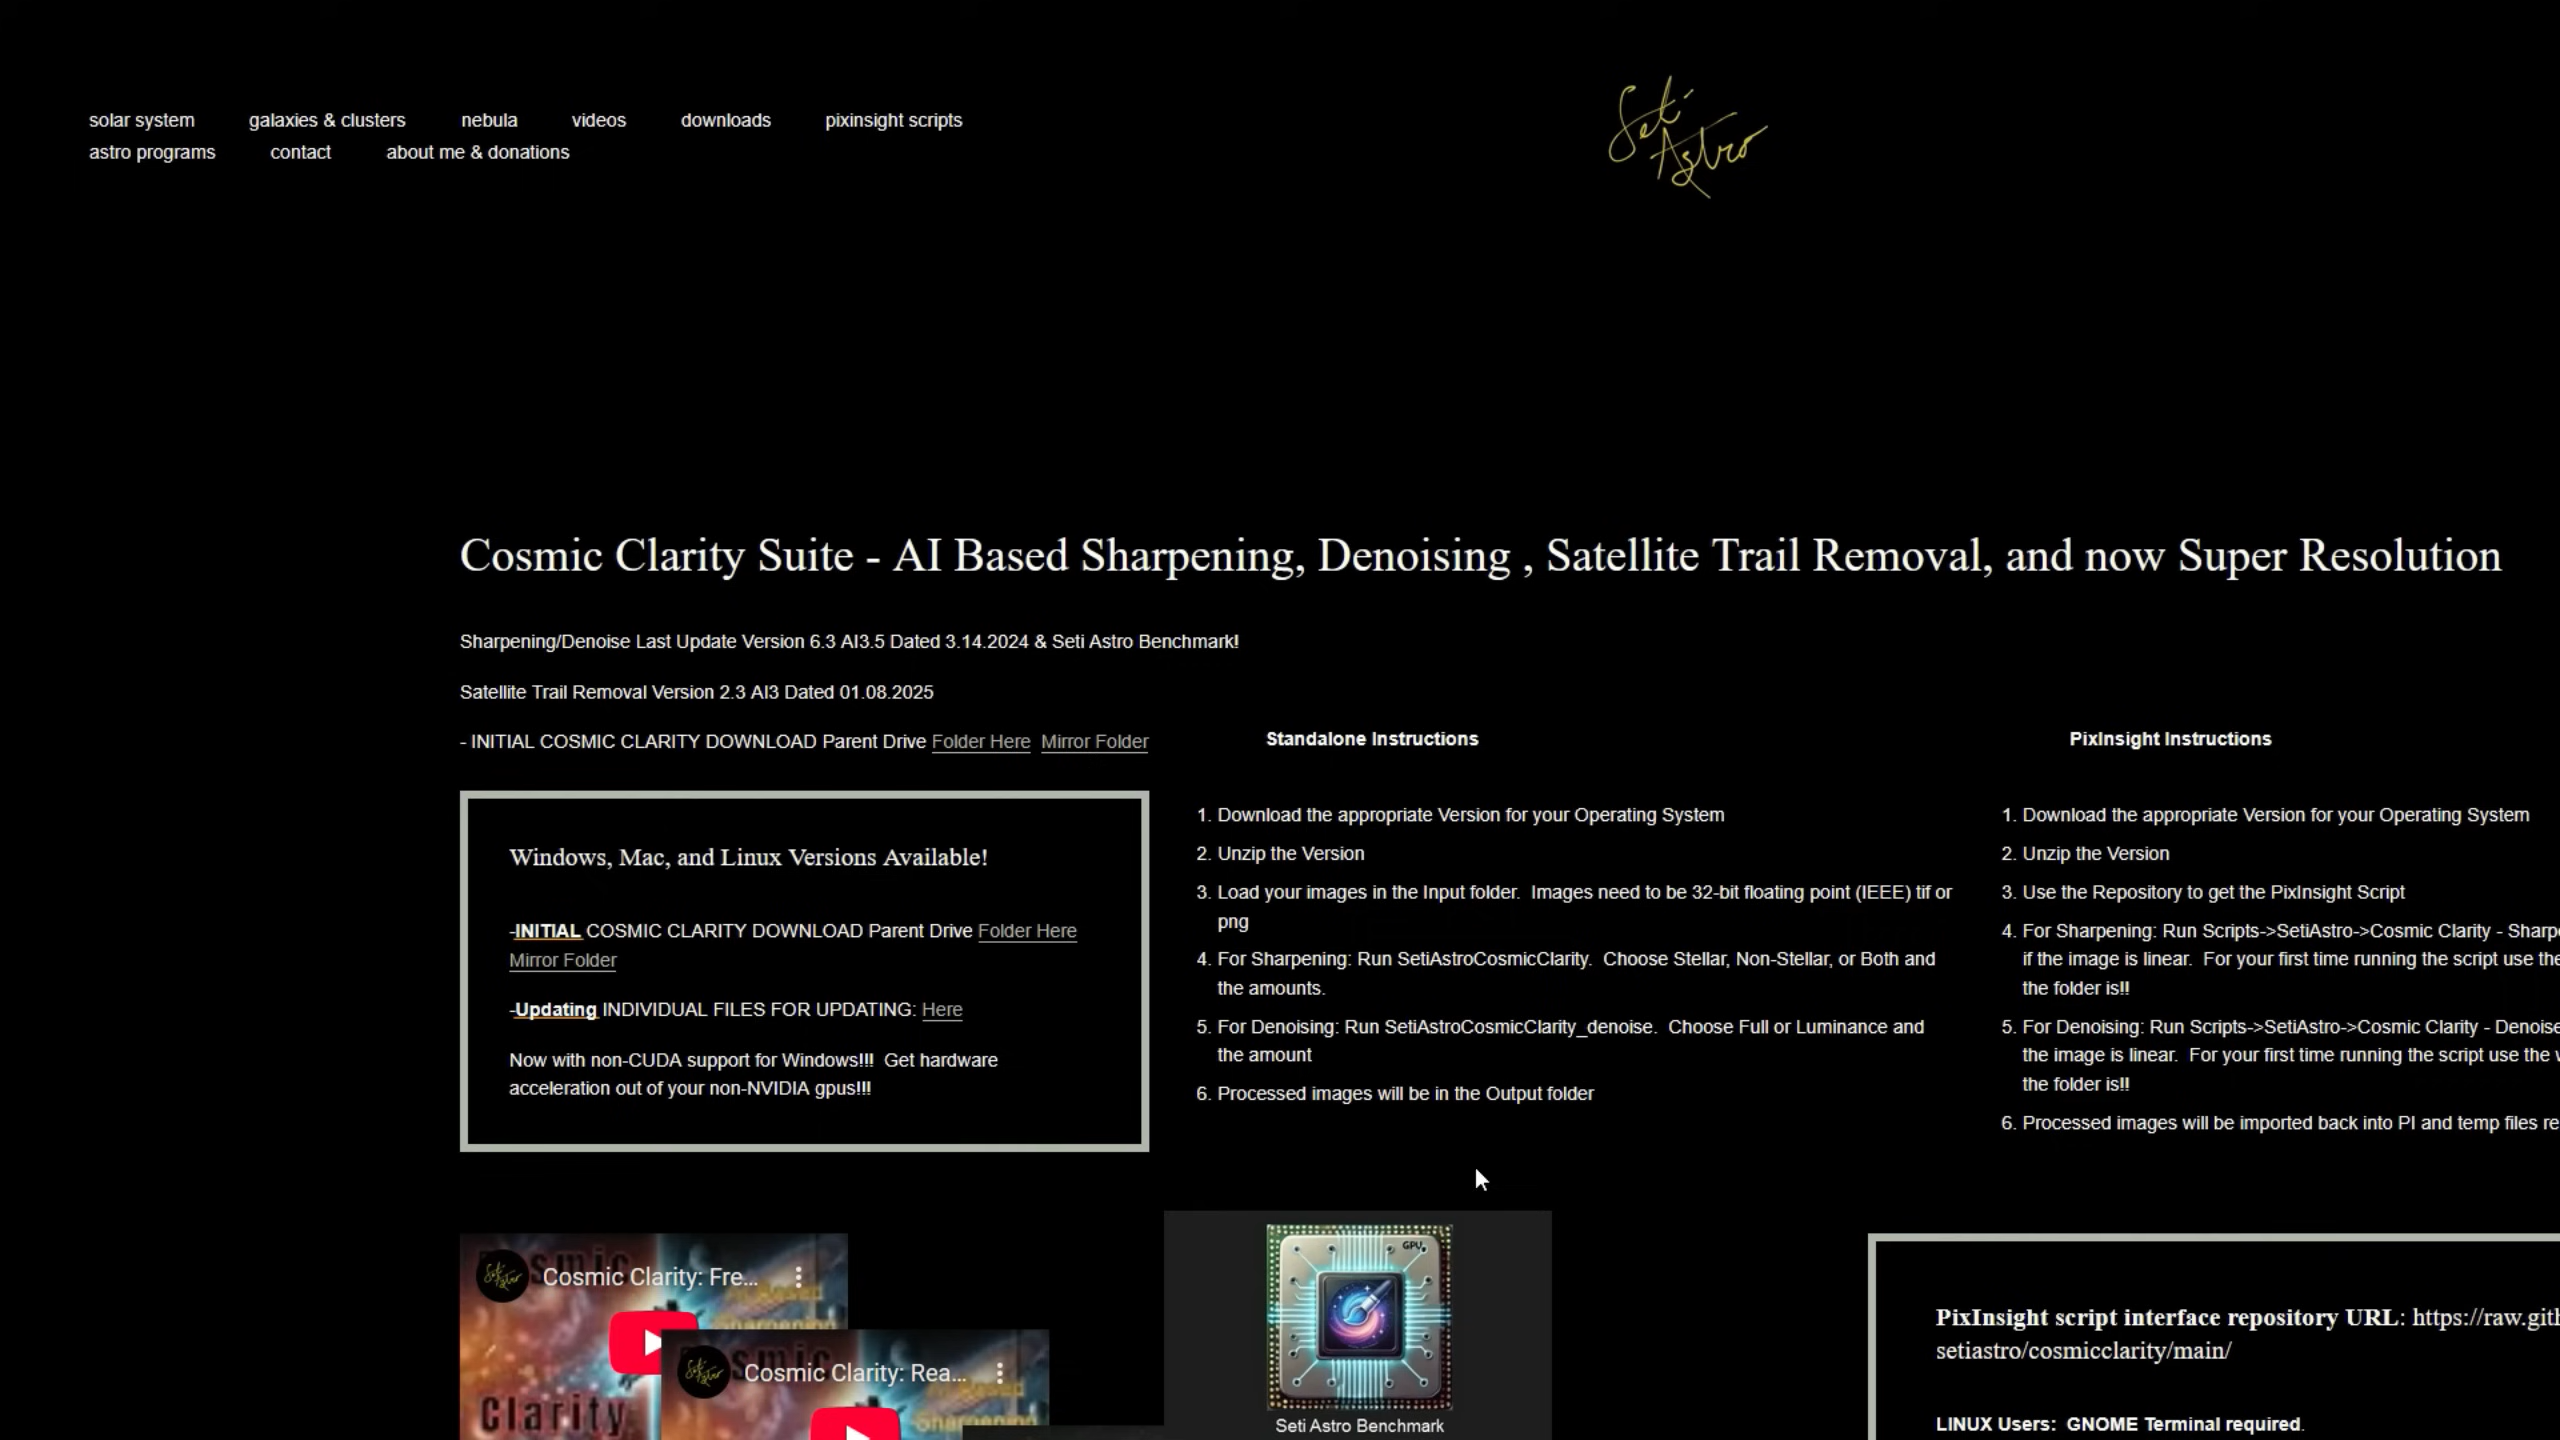 solar system galaxies & clusters nebula videos downloads pixinsight scripts
astro programs contact about me & donations
Seti
Astro
Cosmic Clarity Suite - AI Based Sharpening, Denoising , Satellite Trail Removal, and now Super Resolution
Sharpening/Denoise Last Update Version 6.3 AI3.5 Dated 3.14.2024 & Seti Astro Benchmark!
Satellite Trail Removal Version 2.3 AI3 Dated 01.08.2025
- INITIAL COSMIC CLARITY DOWNLOAD Parent Drive Folder Here Mirror Folder
Windows, Mac, and Linux Versions Available!
-INITIAL COSMIC CLARITY DOWNLOAD Parent Drive Folder Here
Mirror Folder
-Updating INDIVIDUAL FILES FOR UPDATING: Here
Now with non-CUDA support for Windows!!! Get hardware
acceleration out of your non-NVIDIA gpus!!!
Standalone Instructions
1. Download the appropriate Version for your Operating System
2. Unzip the Version
3. Load your images in the Input folder. Images need to be 32-bit floating point (IEEE) tif or
png
4. For Sharpening: Run SetiAstroCosmicClarity. Choose Stellar, Non-Stellar, or Both and
the amounts.
5. For Denoising: Run SetiAstroCosmicClarity_denoise. Choose Full or Luminance and
the amount
6. Processed images will be in the Output folder
PixInsight Instructions
1. Download the appropriate Version for your Operating System
2. Unzip the Version
3. Use the Repository to get the PixInsight Script
4. For Sharpening: Run Scripts->SetiAstro->Cosmic Clarity - Sharp
if the image is linear. For your first time running the script use the
the folder is!!
5. For Denoising: Run Scripts->SetiAstro->Cosmic Clarity - Denoise
the image is linear. For your first time running the script use the
the folder is!!
6. Processed images will be imported back into PI and temp files re
Cosmic Clarity: Fre...
Clarity
Cosmic Clarity: Rea...
GPU
Seti Astro Benchmark
PixInsight script interface repository URL: https://raw.gith
setiastro/cosmicclarity/main/
LINUX Users: GNOME Terminal required.